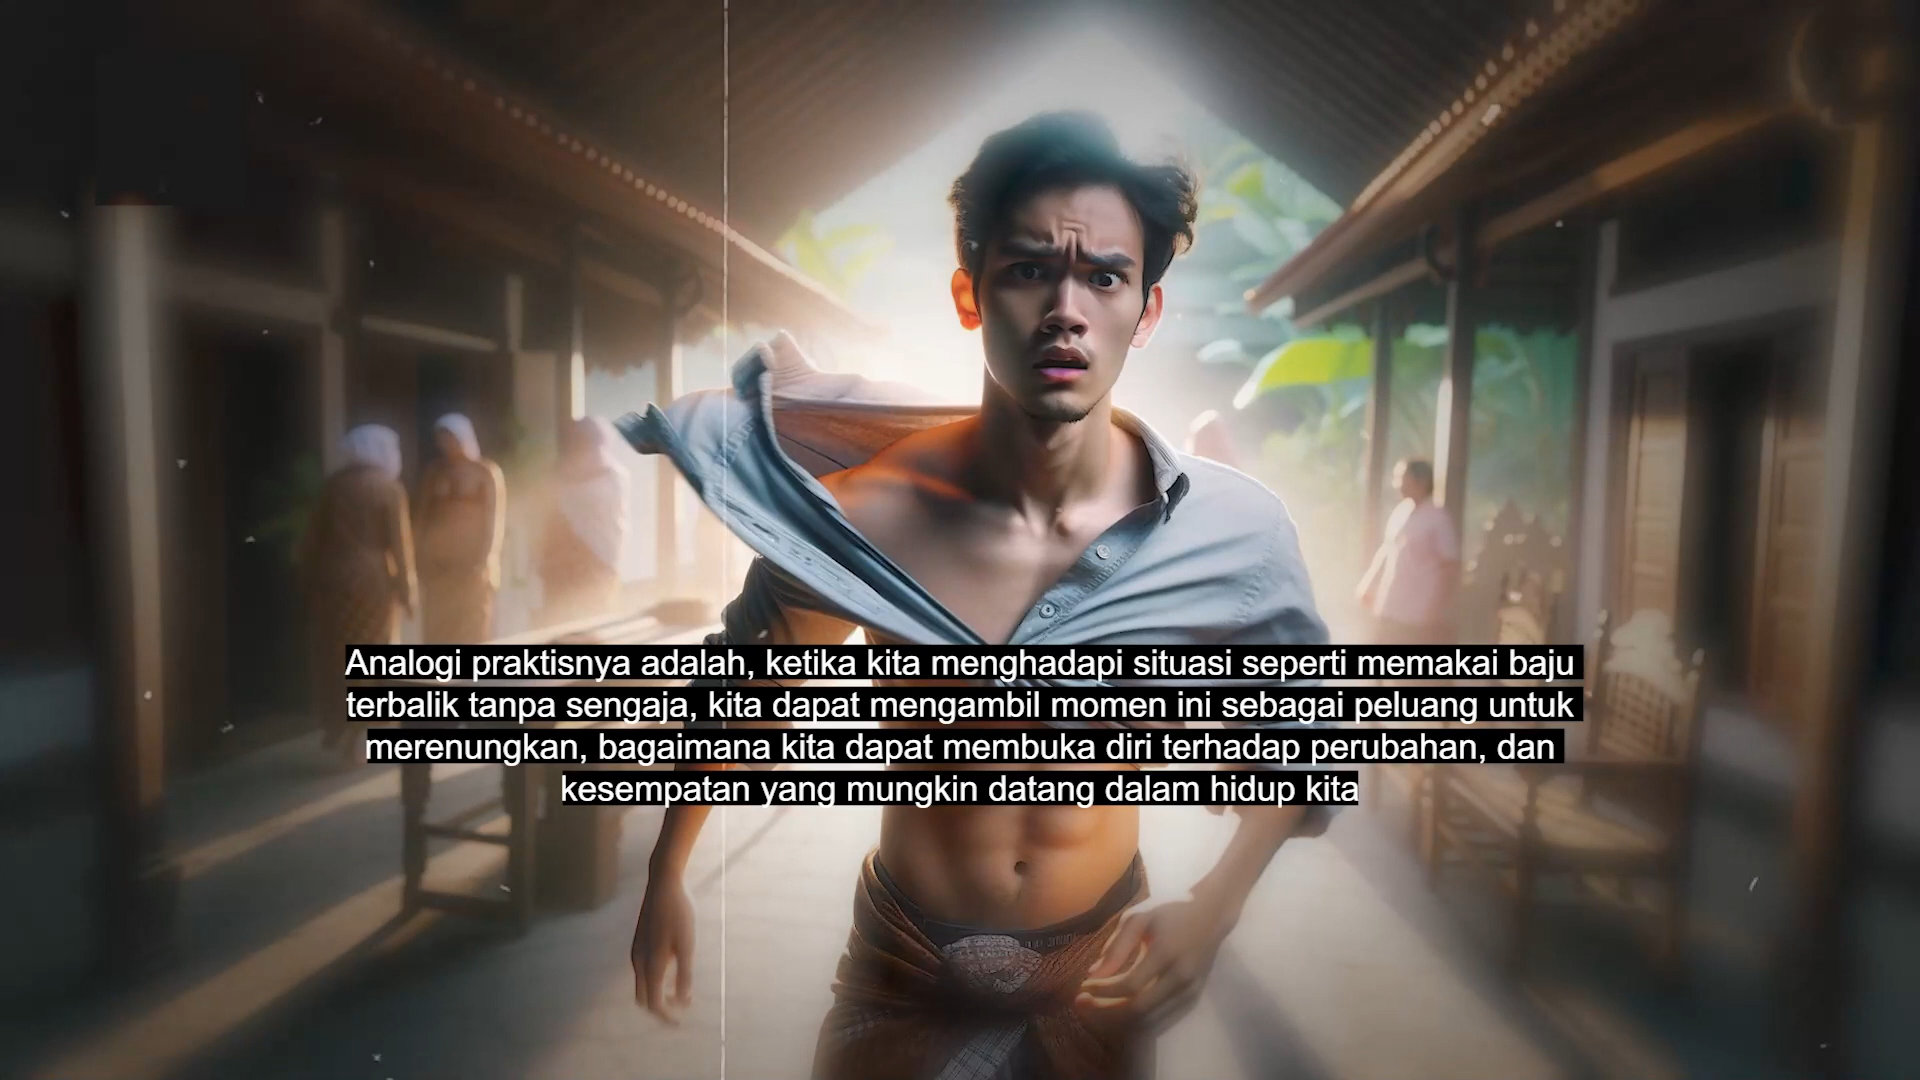 Analogi praktisnya adalah, ketika kita menghadapi situasi seperti memakai baju
terbalik tanpa sengaja, kita dapat mengambil momen ini sebagai peluang untuk
merenungkan, bagaimana kita dapat membuka diri terhadap perubahan, dan
kesempatan yang mungkin datang dalam hidup kita